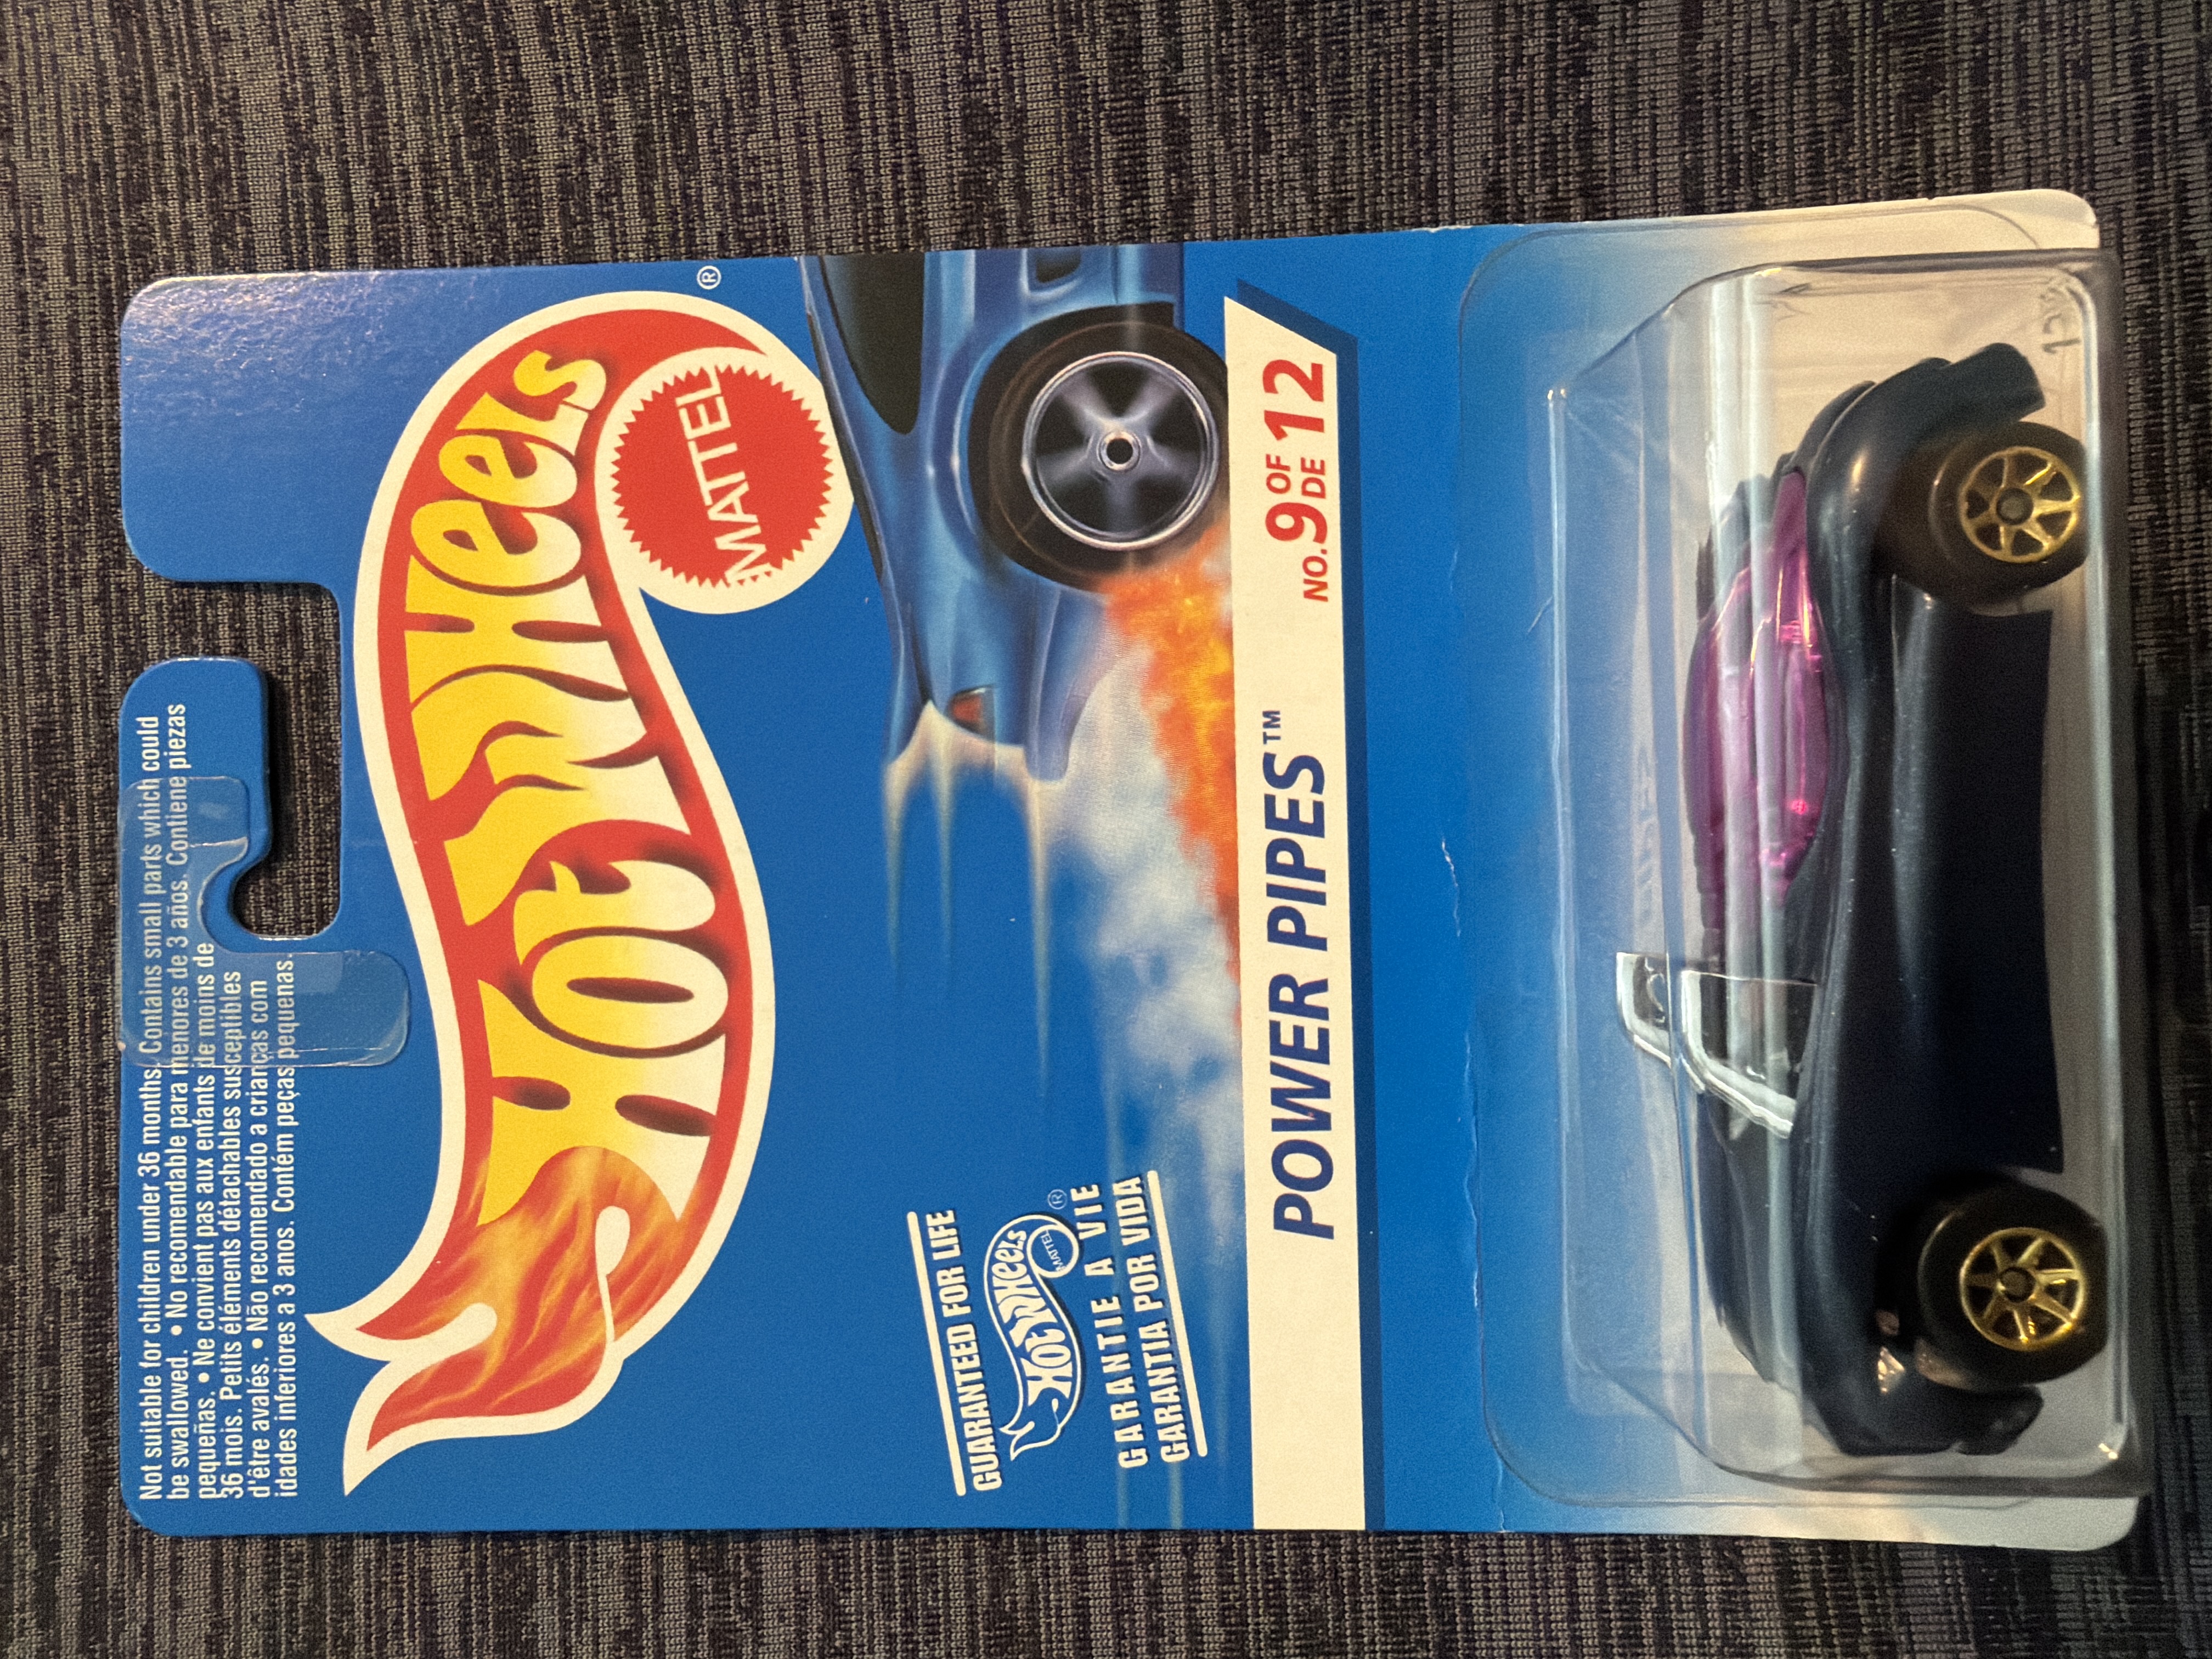 Not suitable for children under 36 months. Contains small parts which could
be swallowed. • No recomendable para menores de 3 años. Contiene piezas
pequeñas. • Ne convient pas aux enfants de moins de
36 mois. Petits éléments détachables susceptibles
d'être avalés. • Não recomendado a crianças com
idades inferiores a 3 anos. Contém peças pequenas.
Hot Wheels ®
MATTEL
GUARANTEED FOR LIFE
Hot Wheels ®
MATTEL
GARANTIE A VIE
GARANTIA POR VIDA
POWER PIPES™ NO. 9 OF DE 12